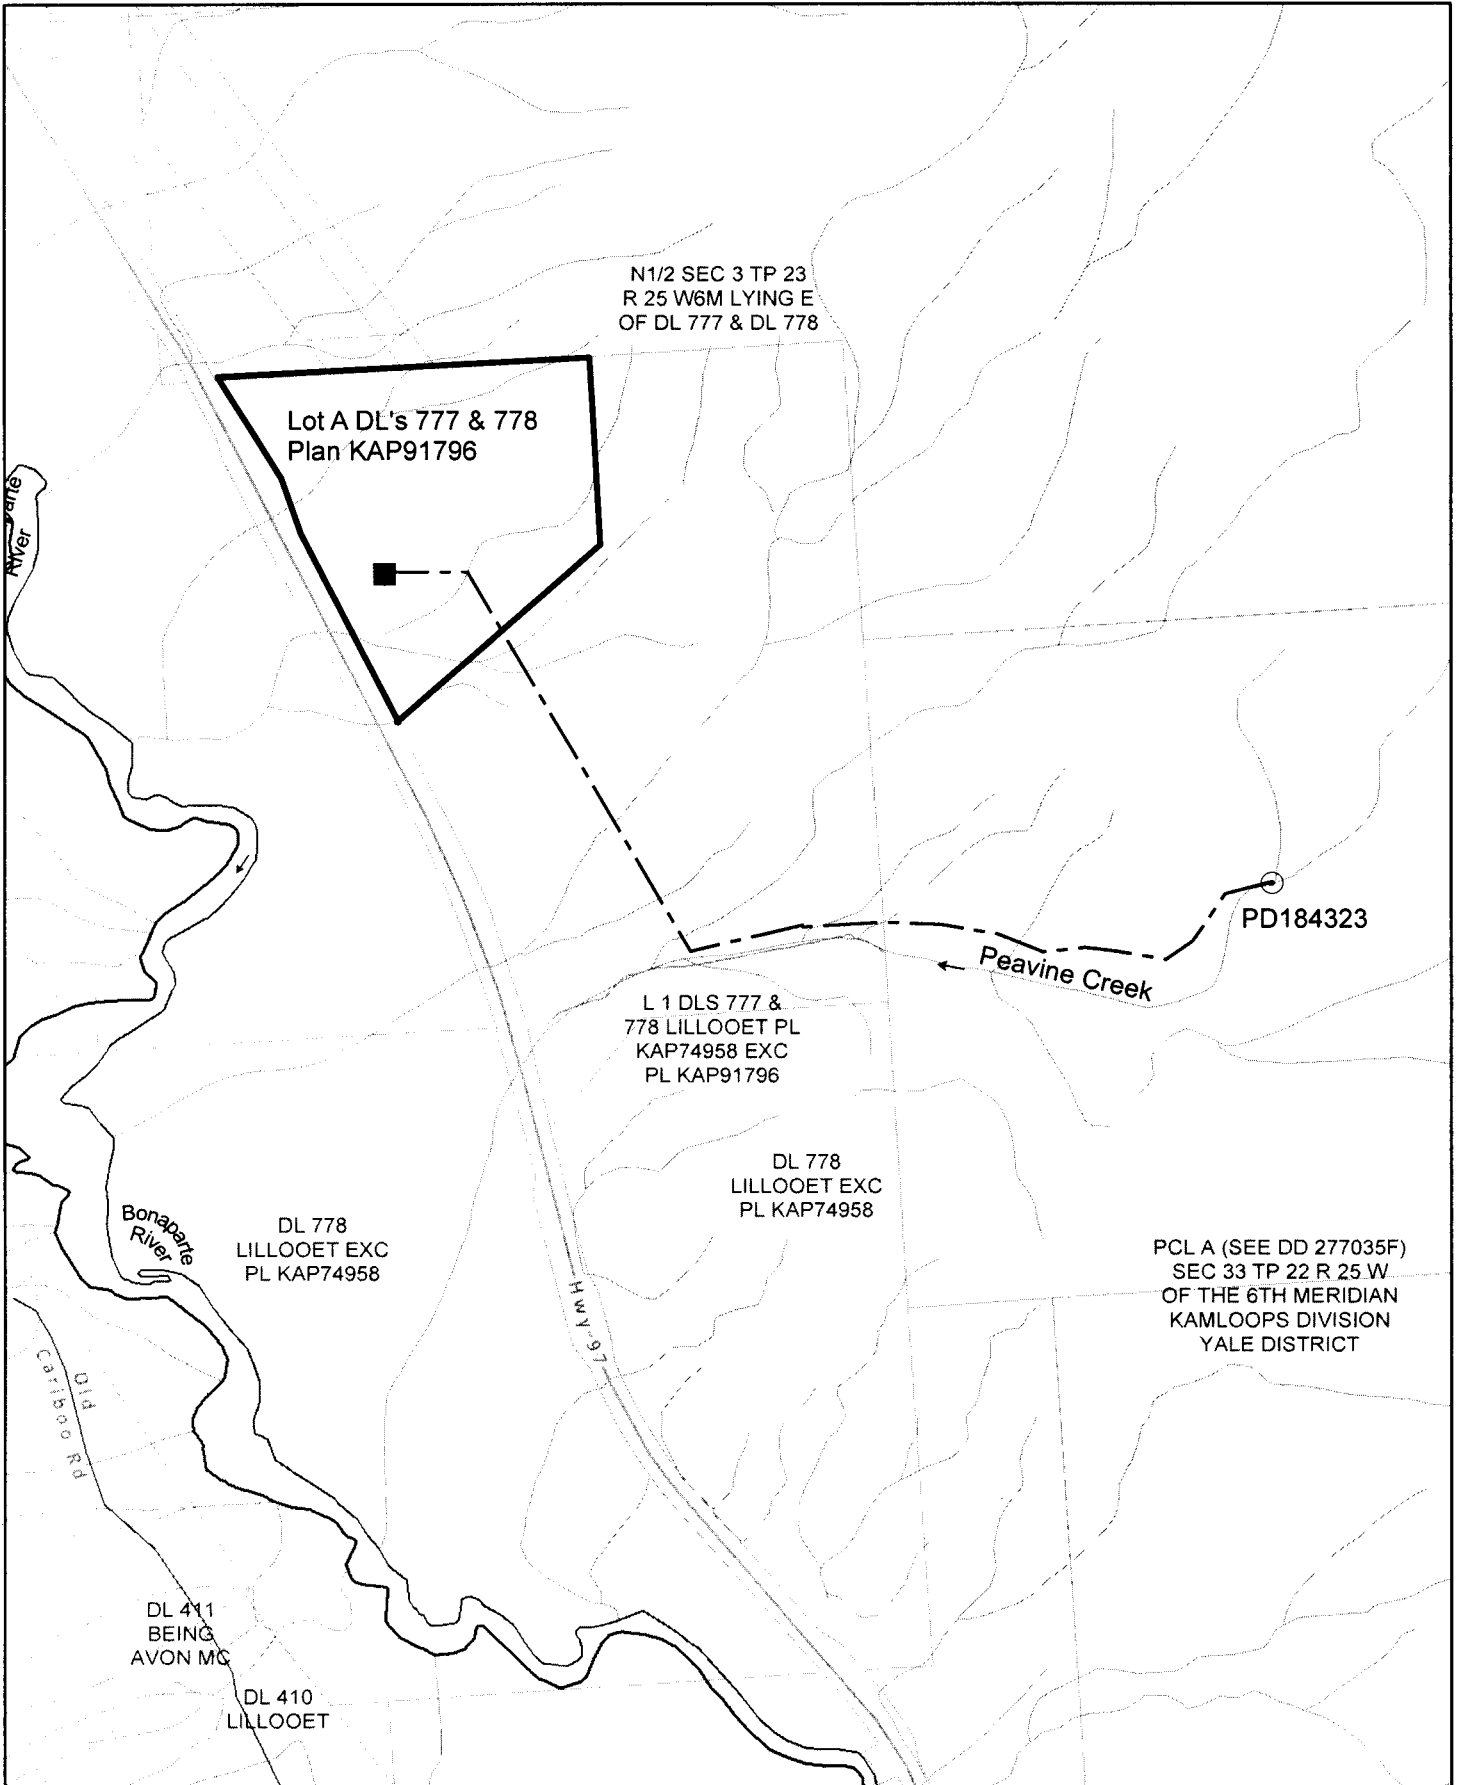 N1/2 SEC 3 TP 23
R 25 W6M LYING E
OF DL 777 & DL 778
Lot A DL's 777 & 778
Plan KAP91796
River
PD184323
Peavine Creek
L 1 DLS 777 &
778 LILLOOET PL
KAP74958 EXC
PL KAP91796
DL 778
LILLOOET EXC
PL KAP74958
Bonaparte
River
DL 778
LILLOOET EXC
PL KAP74958
PCL A (SEE DD 277035F)
SEC 33 TP 22 R 25 W
OF THE 6TH MERIDIAN
KAMLOOPS DIVISION
YALE DISTRICT
Hwy 97
Old
Cariboo Rd
DL 411
BEING
AVON MC
DL 410
LILLOOET